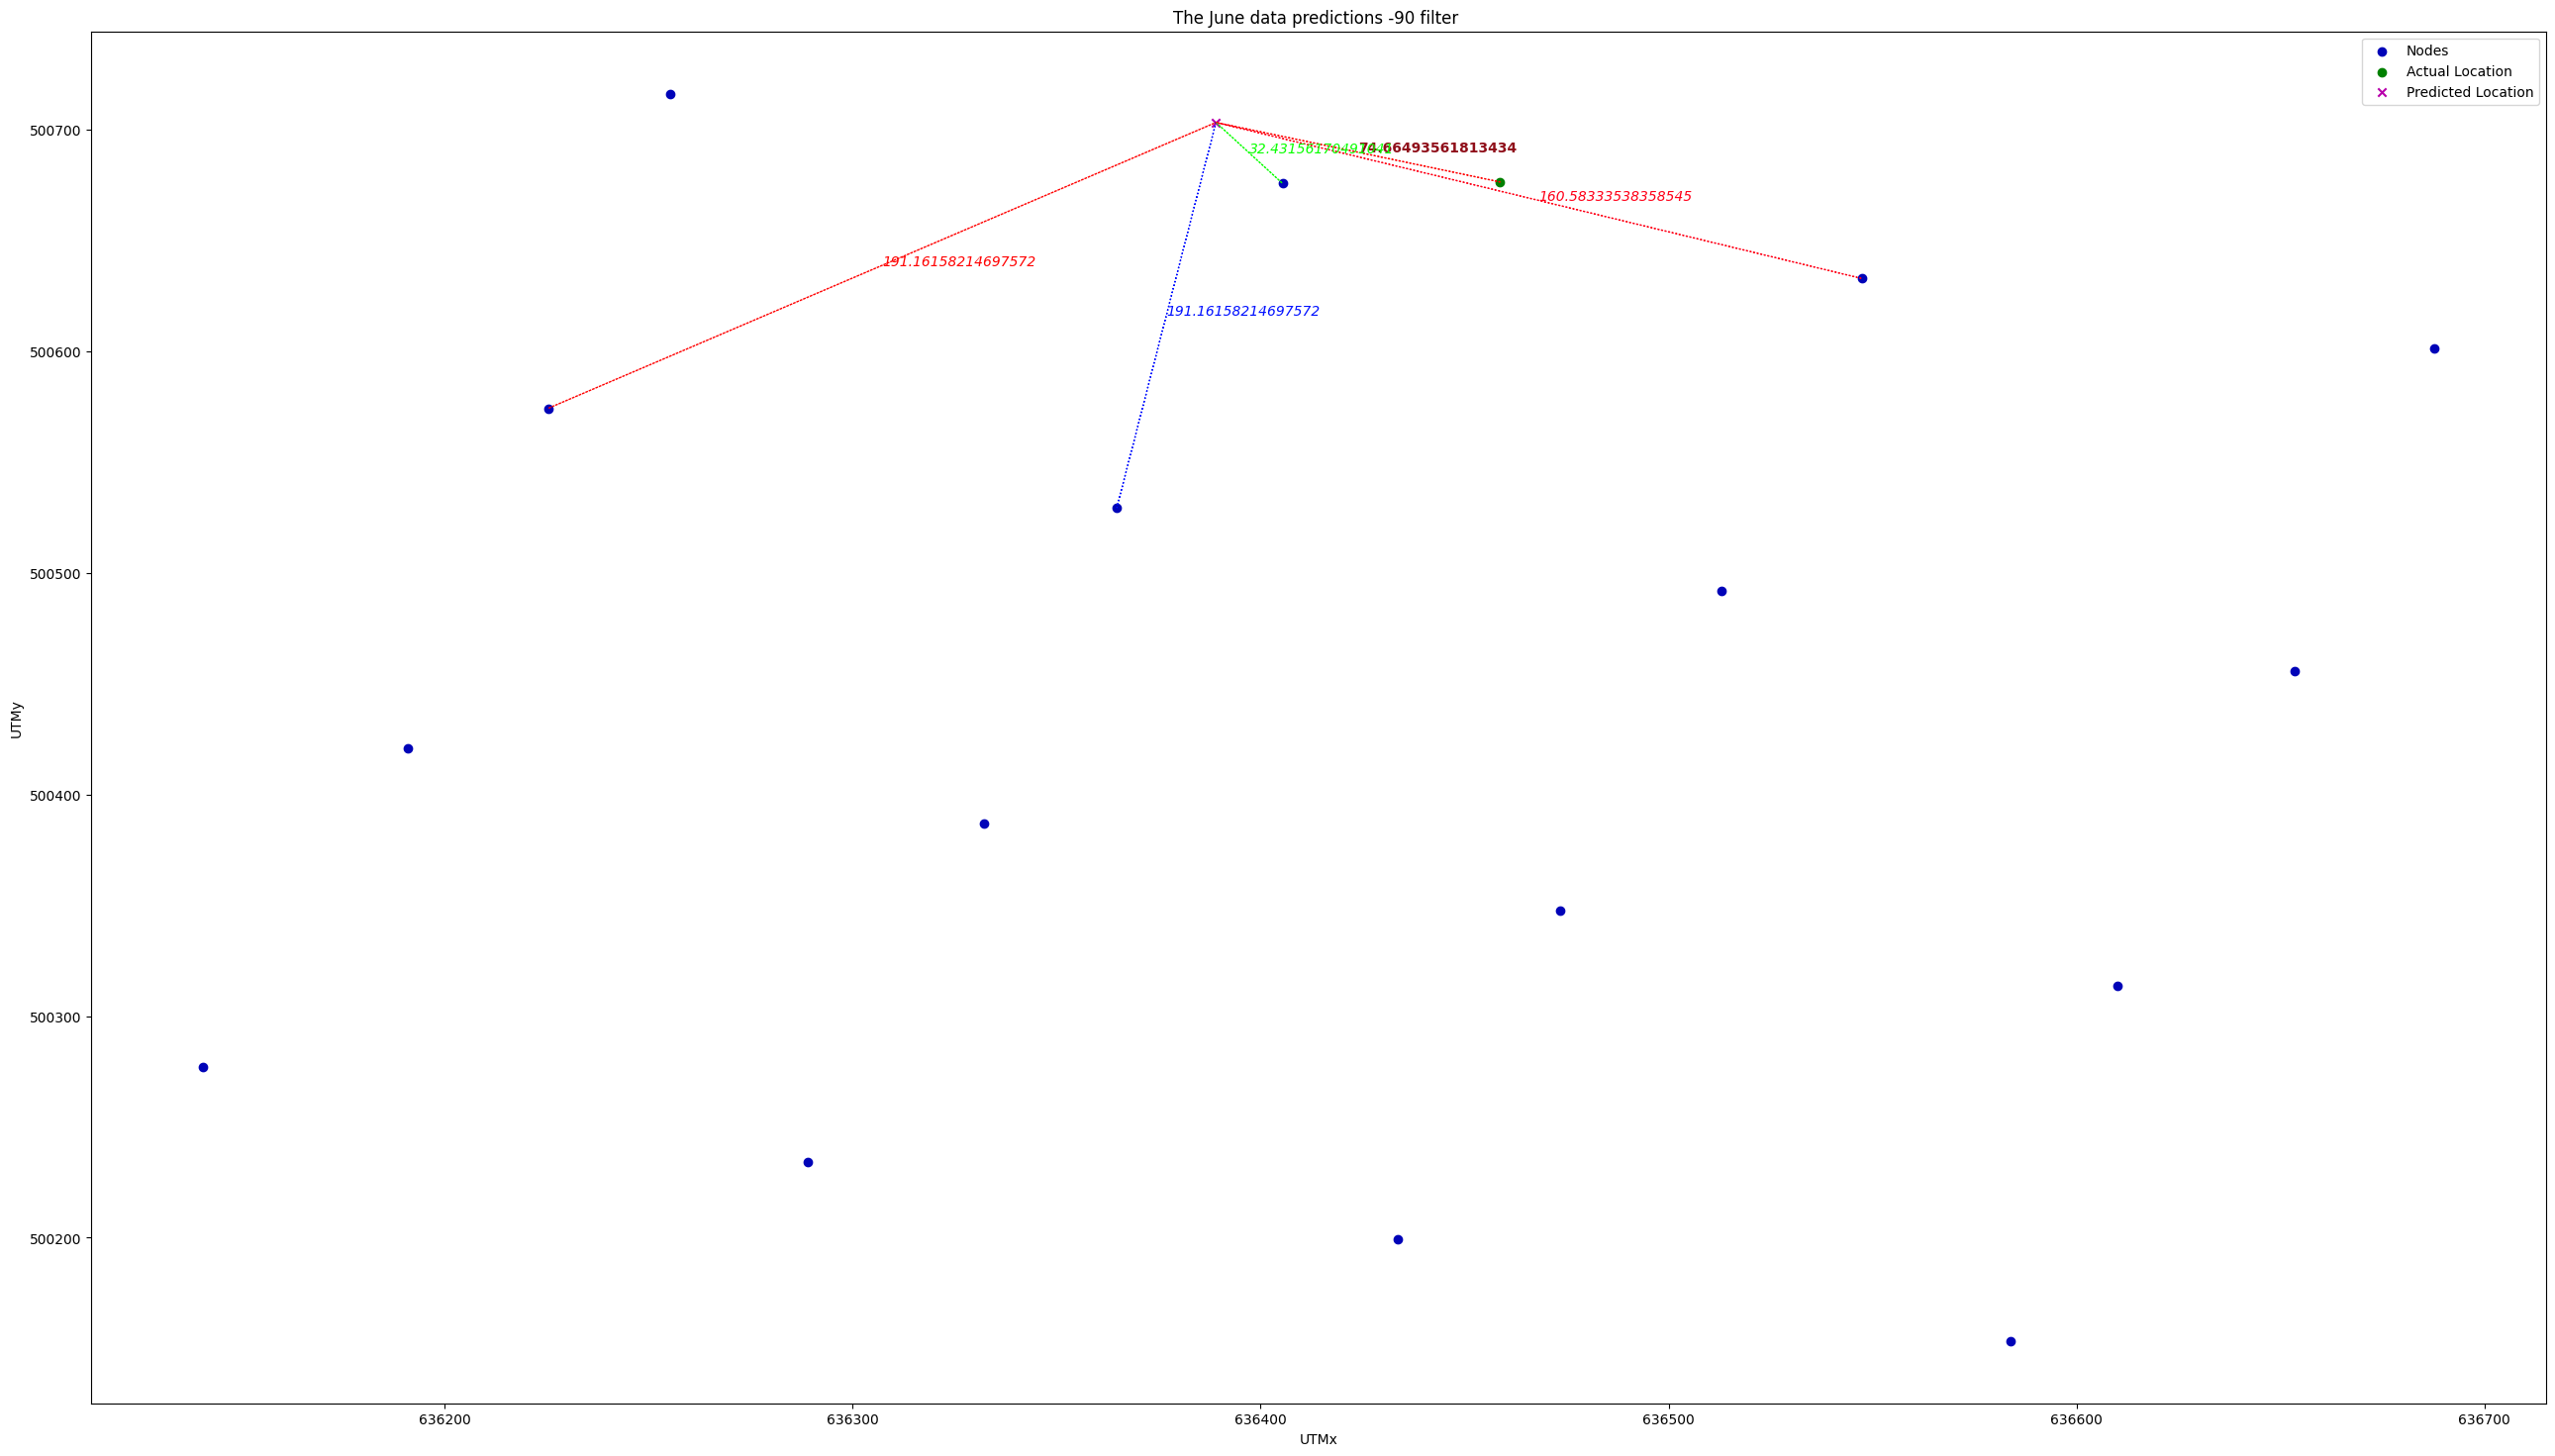 The June data predictions -90 filter
Nodes
Actual Location
Predicted Location
500700
500600
500500
500400
500300
500200
UTMy
74.66493561813434
160.58333538358545
191.16158214697572
191.16158214697572
636200
636300
636400
636500
636600
636700
UTMx